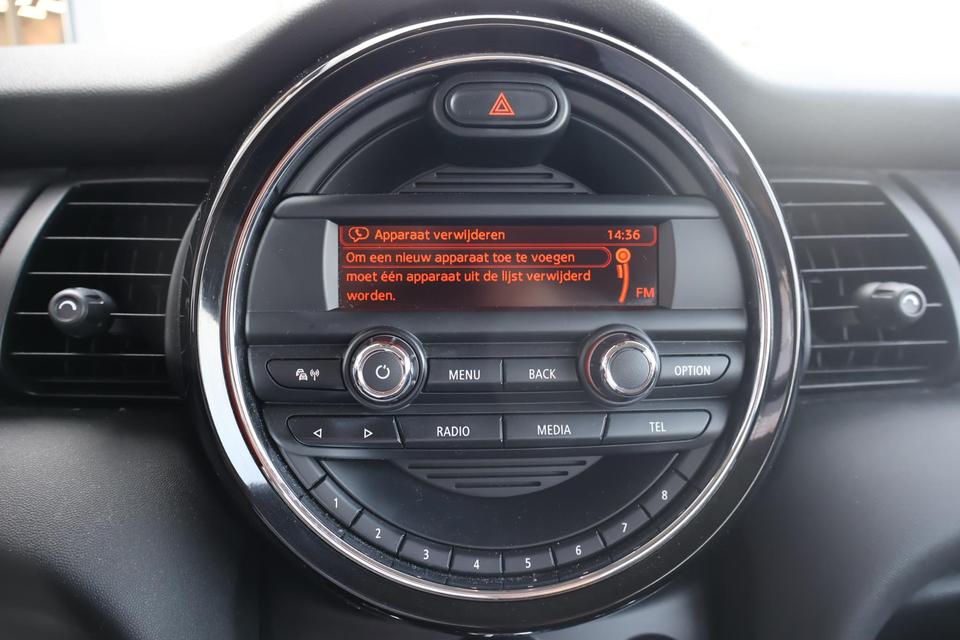 Apparaat verwijderen 14:36
Om een nieuw apparaat toe te voegen
moet één apparaat uit de lijst verwijderd
worden.
FM
MENU BACK OPTION
RADIO MEDIA TEL
1 2 3 4 5 6 7 8